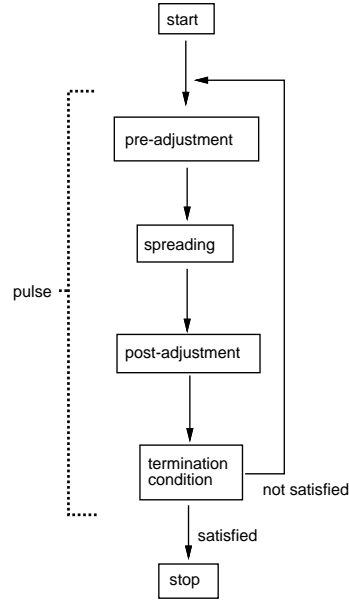 start
pre-adjustment
spreading
pulse
post-adjustment
termination
condition
not satisfied
satisfied
stop